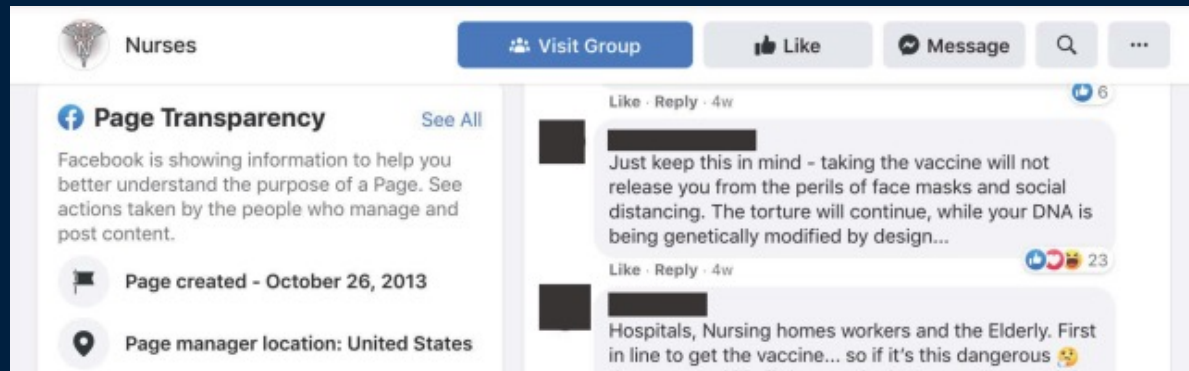 Nurses
Visit Group
Like
Message
Page Transparency
See All
Facebook is showing information to help you
better understand the purpose of a Page. See
actions taken by the people who manage and
post content.
Page created - October 26, 2013
Page manager location: United States
Like · Reply · 4w
6
Just keep this in mind - taking the vaccine will not
release you from the perils of face masks and social
distancing. The torture will continue, while your DNA is
being genetically modified by design...
23
Like · Reply · 4w
Hospitals, Nursing homes workers and the Elderly. First
in line to get the vaccine... so if it's this dangerous 🤔